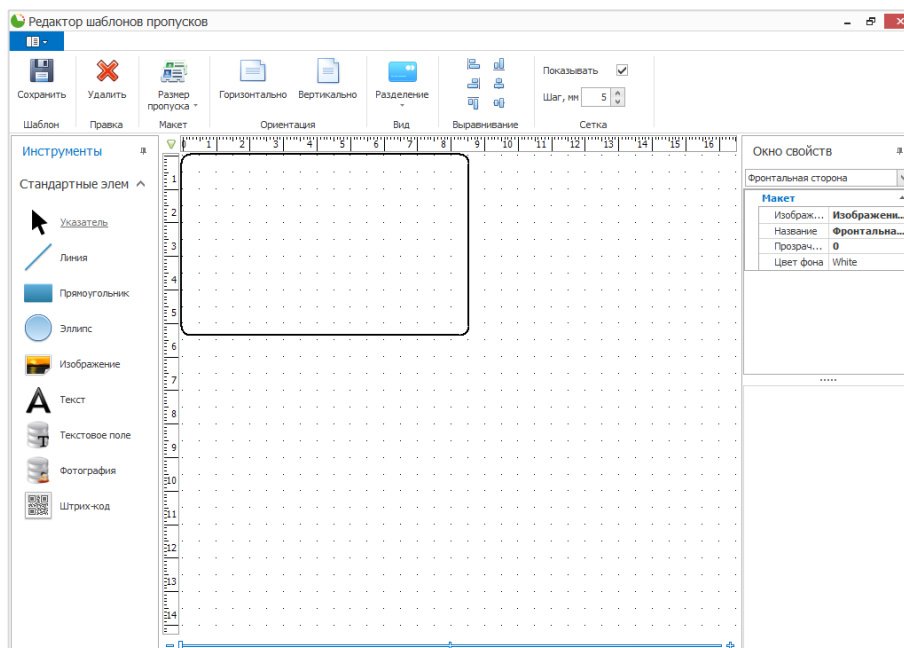 Редактор шаблонов пропусков
Сохранить
Удалить
Размер
пропуска
Горизонтально
Вертикально
Разделение
Показывать
Шаг, мм 5
Шаблон
Правка
Макет
Ориентация
Вид
Выравнивание
Сетка
Инструменты
Стандартные элем
Указатель
Линия
Прямоугольник
Эллипс
Изображение
Текст
Текстовое поле
Фотография
Штрих-код
0 1 2 3 4 5 6 7 8 9 10 11 12 13 14 15 16
1
2
3
4
5
6
7
8
9
10
11
12
13
14
Окно свойств
Фронтальная сторона
Макет
Изображ... Изображени...
Название Фронтальна...
Прозрач... 0
Цвет фона White